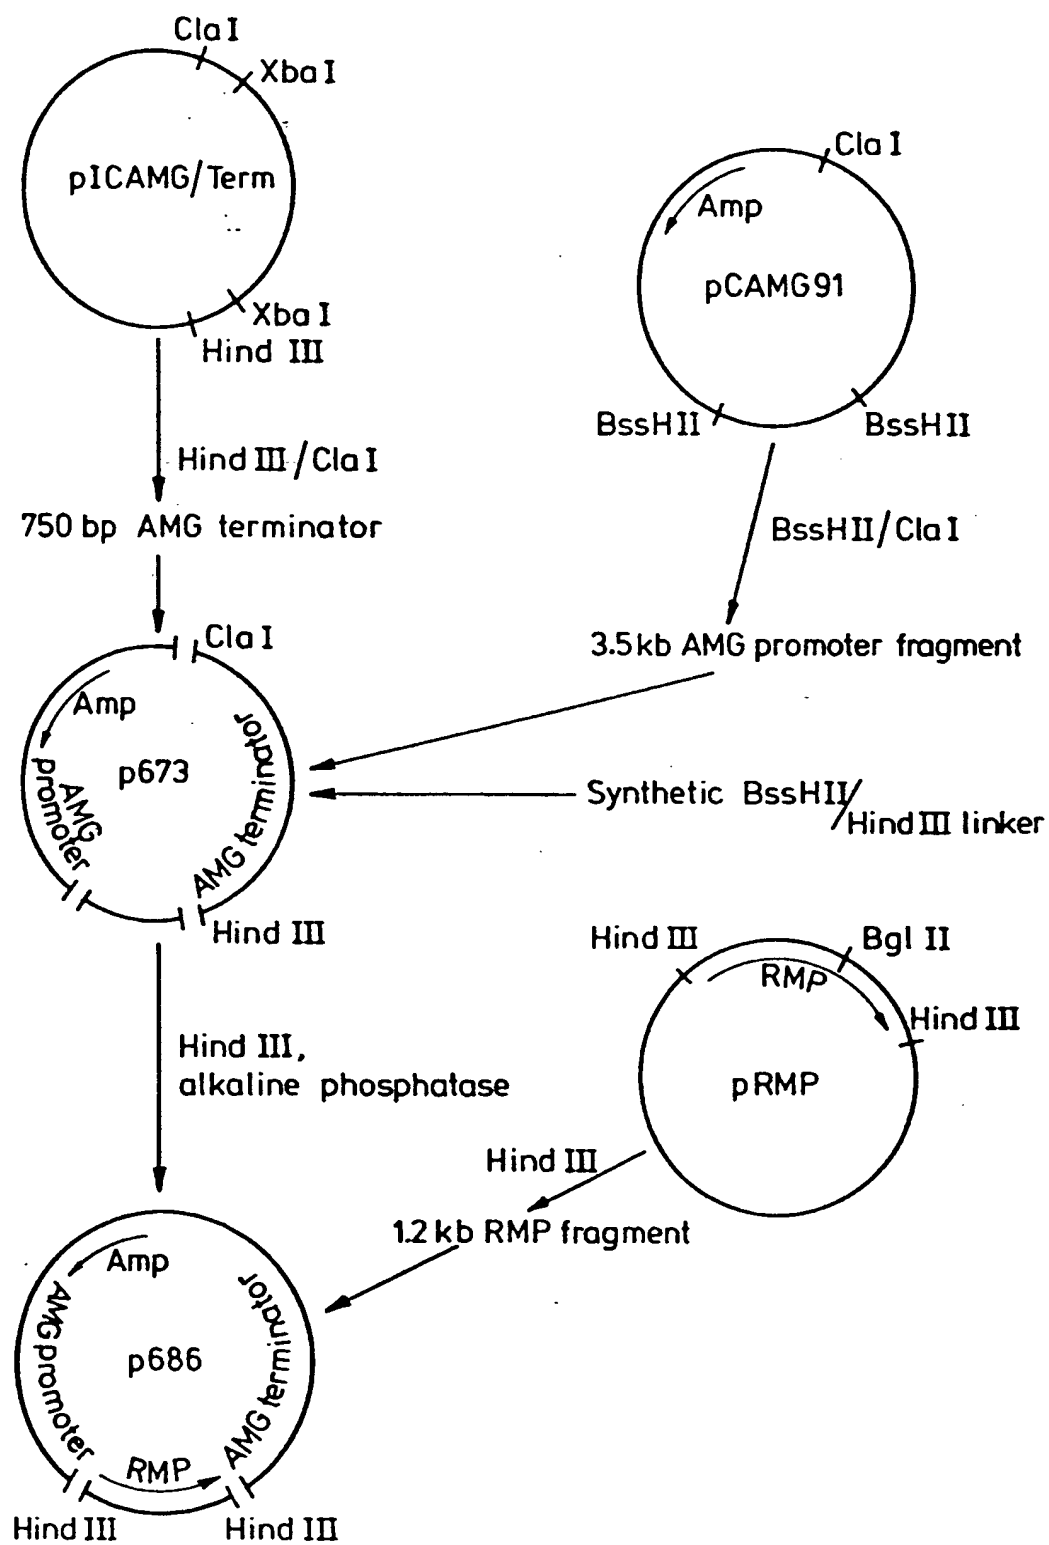 Cla I
Xba I
pICAMG/Term
Xba I
Hind III
Cla I
Amp
pCAMG91
BssH II
BssH II
Hind III/Cla I
750 bp AMG terminator
BssH II/Cla I
3.5 kb AMG promoter fragment
Cla I
Amp
p673
AMG
promoter
AMG terminator
Hind III
Synthetic BssH II/
Hind III linker
Hind III
Bgl II
RMP
Hind III
pRMP
Hind III,
alkaline phosphatase
Hind III
1.2 kb RMP fragment
Amp
AMG promoter
p686
AMG terminator
RMP
Hind III
Hind III